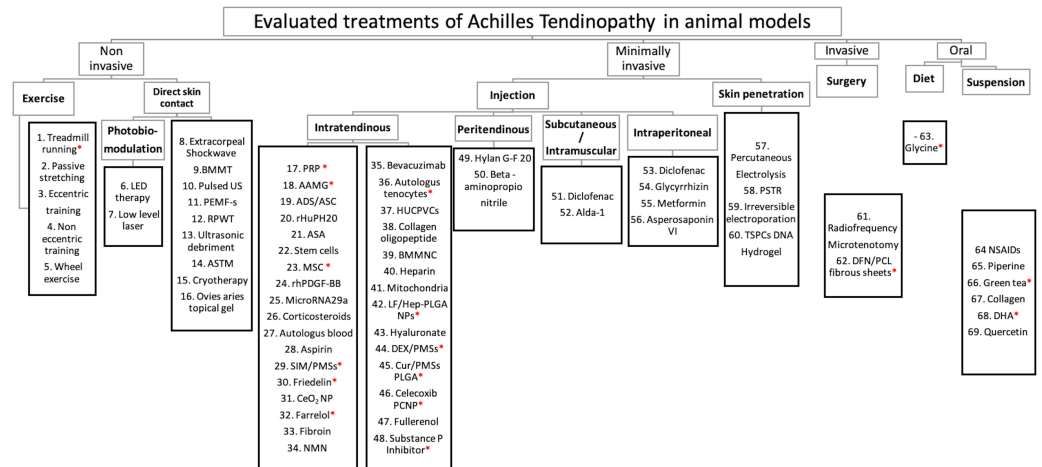 Evaluated treatments of Achilles Tendinopathy in animal models
Non
invasive
Minimally
invasive
Invasive
Oral
Exercise
Direct skin
contact
Injection
Skin penetration
Surgery
Diet
Suspension
Photobio-
modulation
Intratendinous
Peritendinous
Subcutaneous
/
Intramuscular
Intraperitoneal
1. Treadmill
running*
2. Passive
stretching
3. Eccentric
training
4. Non
eccentric
training
5. Wheel
exercise
6. LED
therapy
7. Low level
laser
8. Extracorpeal
Shockwave
9.BMMT
10. Pulsed US
11. PEMF-s
12. RPWT
13. Ultrasonic
debriment
14. ASTM
15. Cryotherapy
16. Ovies aries
topical gel
17. PRP *
18. AAMG*
19. ADS/ASC
20. rHuPH20
21. ASA
22. Stem cells
23. MSC *
24. rhPDGF-BB
25. MicroRNA29a
26. Corticosteroids
27. Autologus blood
28. Aspirin
29. SIM/PMSs*
30. Friedelin*
31. CeO2 NP
32. Farrelol*
33. Fibroin
34. NMN
35. Bevacuzimab
36. Autologus
tenocytes*
37. HUCPVCs
38. Collagen
oligopeptide
39. BMMNC
40. Heparin
41. Mitochondria
42. LF/Hep-PLGA
NPs*
43. Hyaluronate
44. DEX/PMSs*
45. Cur/PMSs
PLGA*
46. Celecoxib
PCNP*
47. Fullerenol
48. Substance P
Inhibitor*
49. Hylan G-F 20
50. Beta -
aminopropio
nitrile
51. Diclofenac
52. Alda-1
53. Diclofenac
54. Glycyrrhizin
55. Metformin
56. Asperosaponin
VI
57.
Percutaneous
Electrolysis
58. PSTR
59. Irreversible
electroporation
60. TSPCs DNA
Hydrogel
61.
Radiofrequency
Microtenotomy
62. DFN/PCL
fibrous sheets*
- 63.
Glycine*
64 NSAIDs
65. Piperine
66. Green tea*
67. Collagen
68. DHA*
69. Quercetin